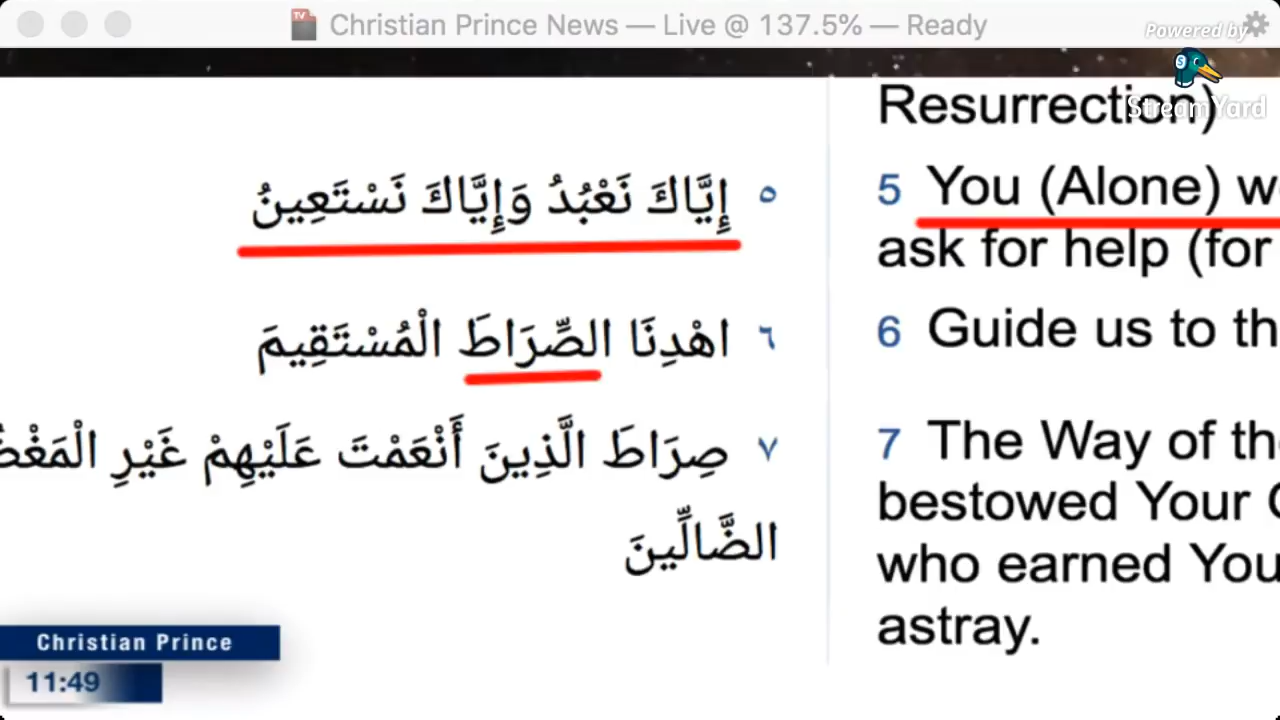 Christian Prince News — Live @ 137.5% — Ready
Powered by
StreamYard
Resurrection)
٥ إِيَّاكَ نَعْبُدُ وَإِيَّاكَ نَسْتَعِينُ
5 You (Alone) w
ask for help (for
٦ اهْدِنَا الصِّرَاطَ الْمُسْتَقِيمَ
6 Guide us to th
٧ صِرَاطَ الَّذِينَ أَنْعَمْتَ عَلَيْهِمْ غَيْرِ
الضَّالِّينَ
7 The Way of th
bestowed Your
who earned You
astray.
Christian Prince
11:49